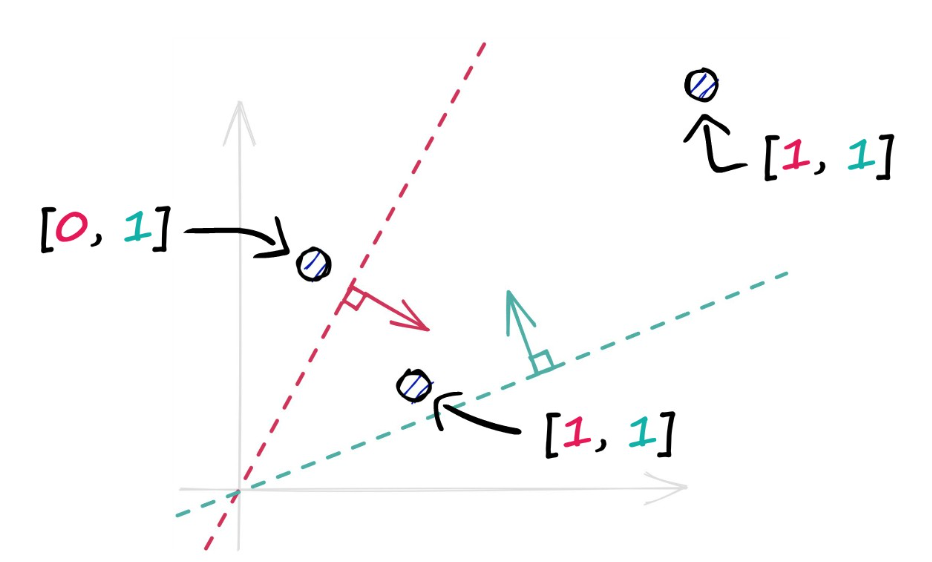 [1, 1]
[0, 1]
[1, 1]